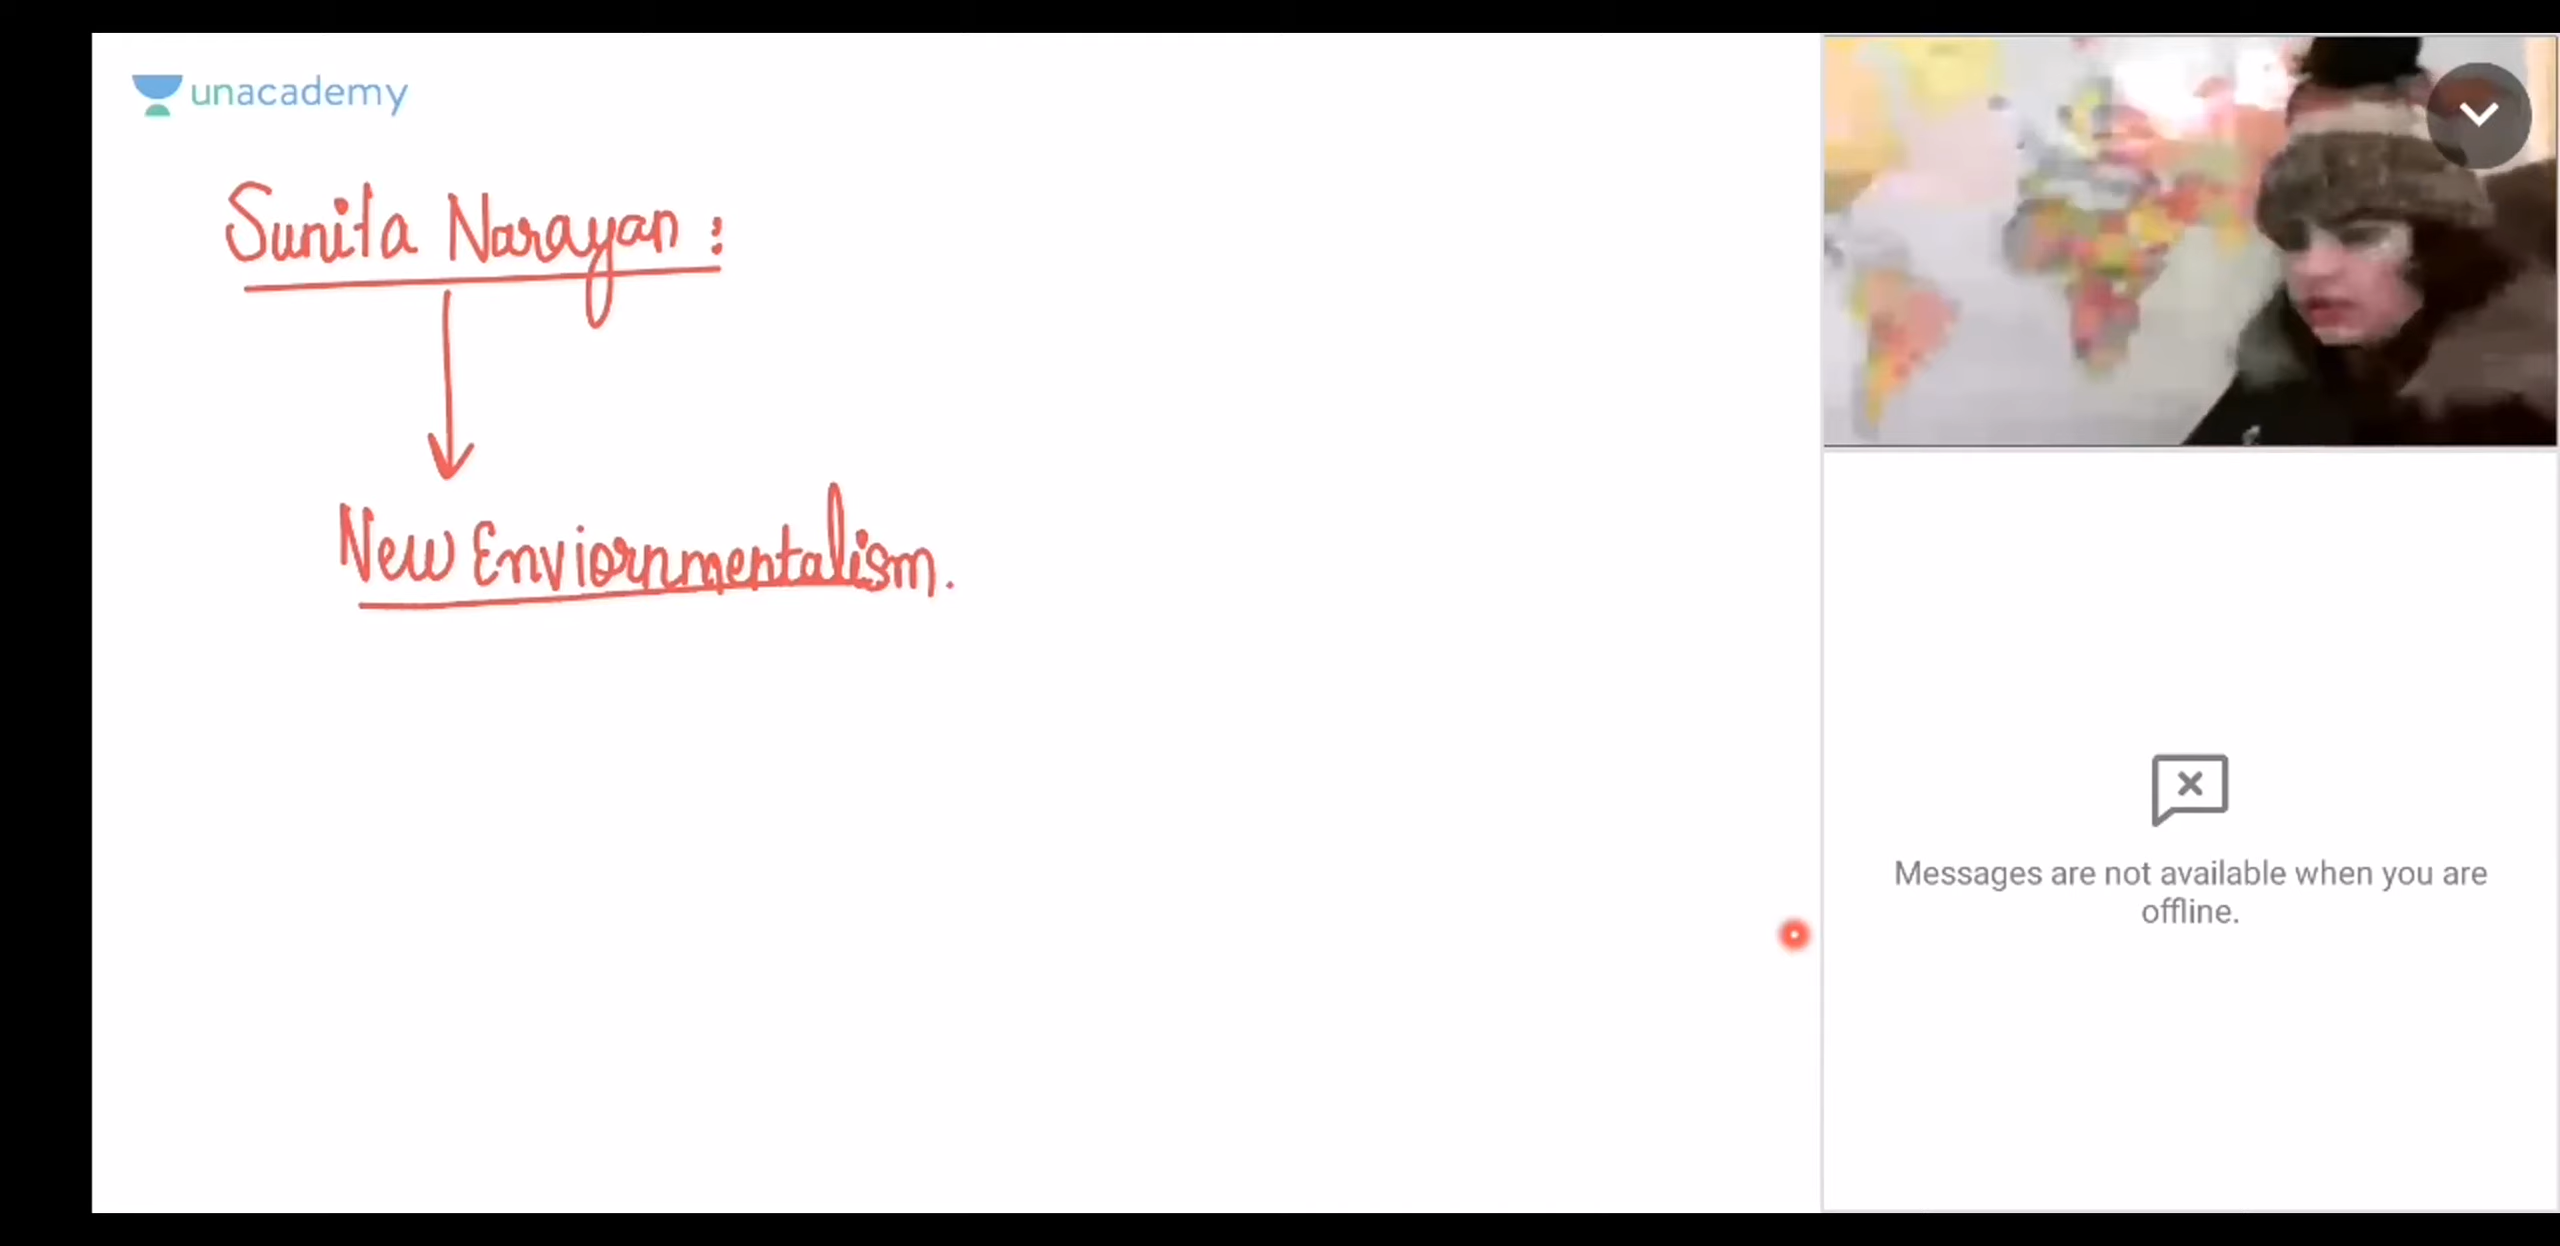 unacademy
Sunita Narayan :
New Enviornmentalism.
Messages are not available when you are
offline.